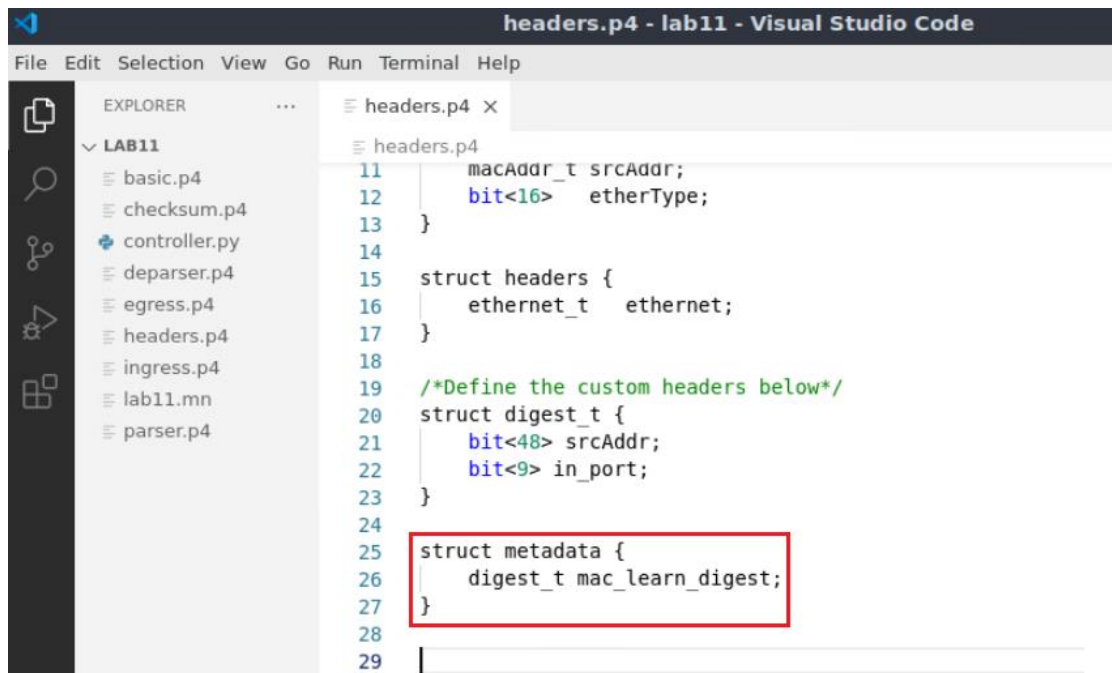 headers.p4 - lab11 - Visual Studio Code
File Edit Selection View Go Run Terminal Help
EXPLORER ...
LAB11
basic.p4
checksum.p4
controller.py
deparser.p4
egress.p4
headers.p4
ingress.p4
lab11.mn
parser.p4
headers.p4 ×
headers.p4
11 macAddr_t srcAddr;
12 bit<16> etherType;
13 }
14
15 struct headers {
16 ethernet_t ethernet;
17 }
18
19 /*Define the custom headers below*/
20 struct digest_t {
21 bit<48> srcAddr;
22 bit<9> in_port;
23 }
24
25 struct metadata {
26 digest_t mac_learn_digest;
27 }
28
29